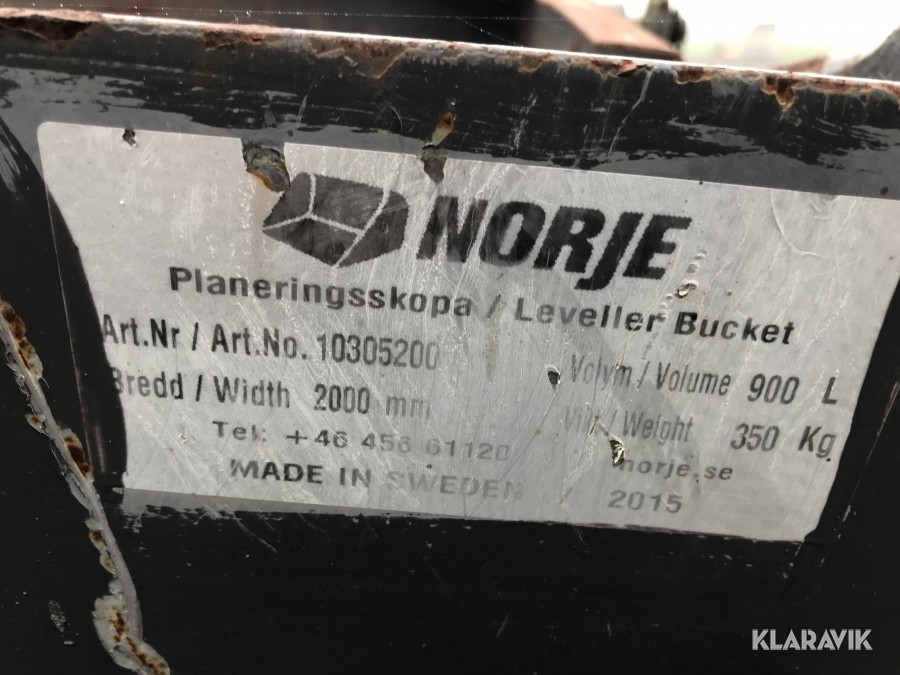 NORJE
Planeringsskopa / Leveller Bucket
Art.Nr / Art.No. 10305200
Volym / Volume 900 L
Bredd / Width 2000 mm
Vikt / Weight 350 Kg
Tel: +46 456 61120
norje.se
MADE IN SWEDEN
2015
KLARAVIK